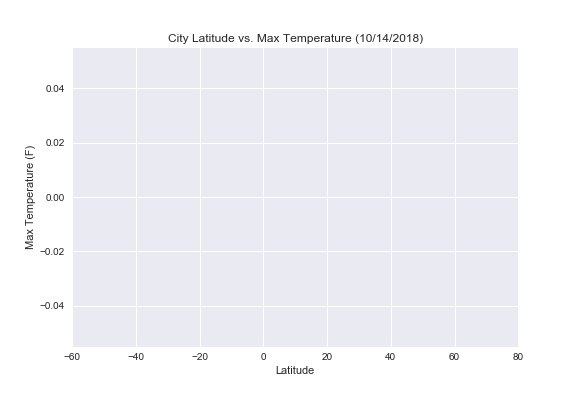 City Latitude vs. Max Temperature (10/14/2018)
0.04
0.02
0.00
−0.02
−0.04
Max Temperature (F)
−60 −40 −20 0 20 40 60 80
Latitude